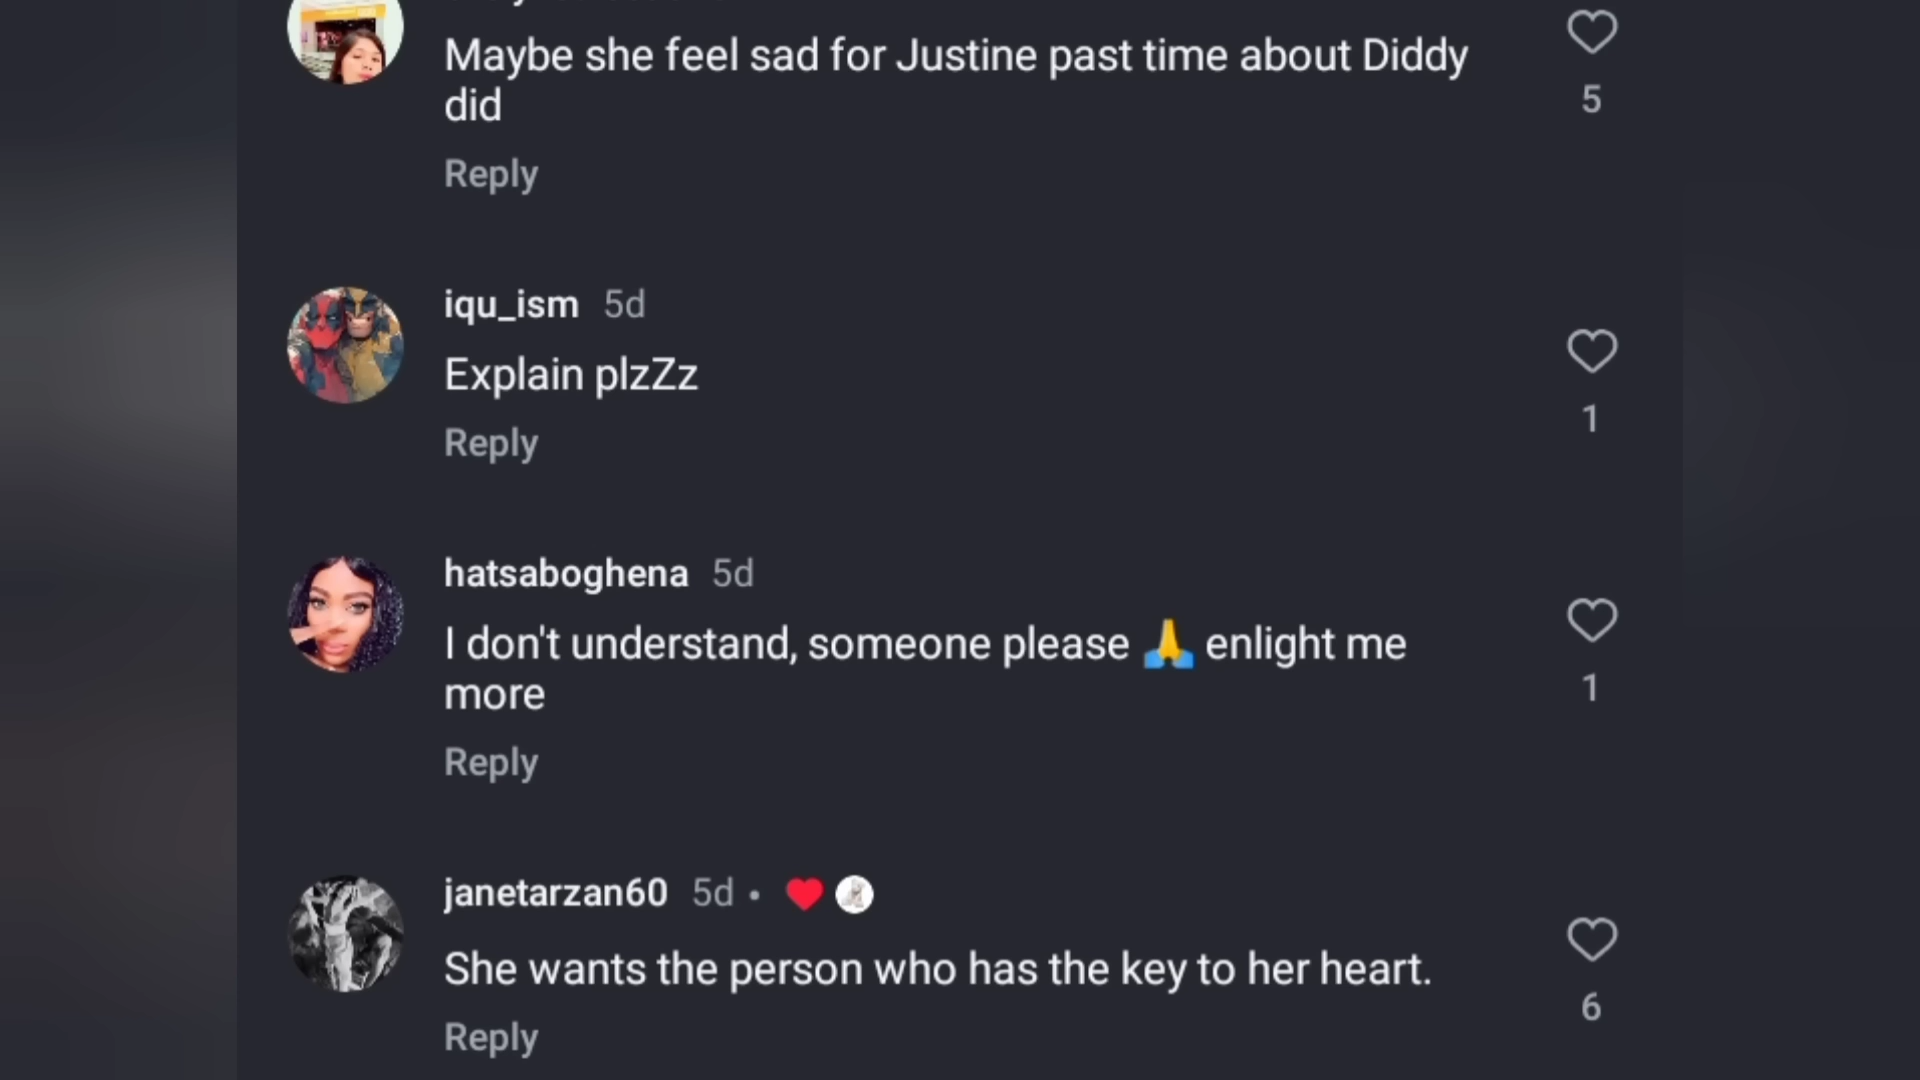 Maybe she feel sad for Justine past time about Diddy
did
5
Reply
iqu_ism 5d
Explain plzZz
1
Reply
hatsaboghena 5d
I don't understand, someone please 🙏 enlight me
more
1
Reply
janetarzan60 5d • ❤️
She wants the person who has the key to her heart.
6
Reply